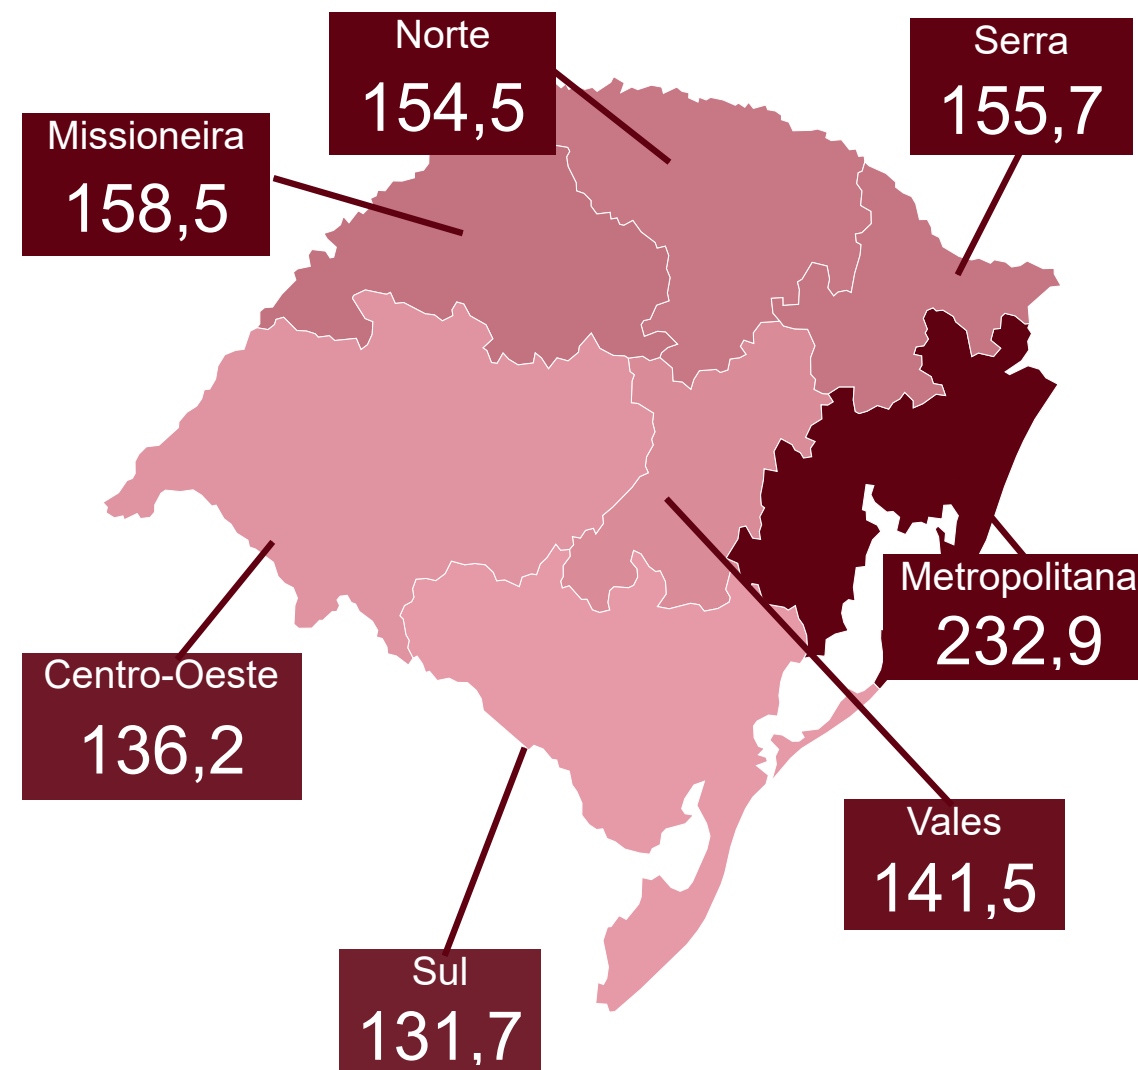 Norte
154,5
Serra
155,7
Missioneira
158,5
Metropolitana
232,9
Centro-Oeste
136,2
Vales
141,5
Sul
131,7